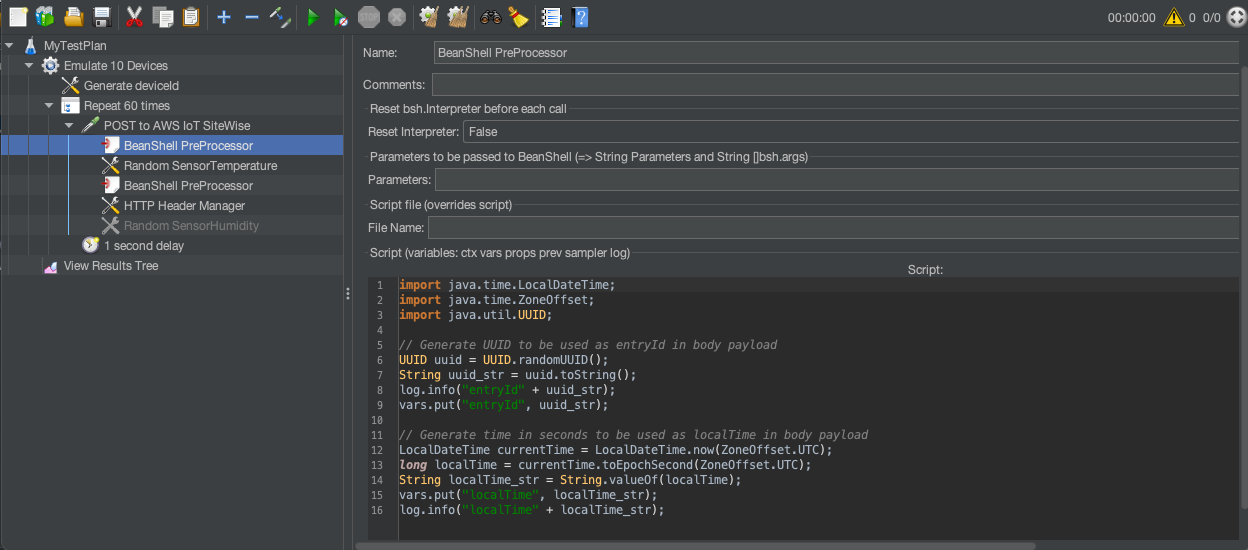 00:00:00 0 0/0
MyTestPlan
Emulate 10 Devices
Generate deviceId
Repeat 60 times
POST to AWS IoT SiteWise
BeanShell PreProcessor
Random SensorTemperature
BeanShell PreProcessor
HTTP Header Manager
Random SensorHumidity
1 second delay
View Results Tree
Name: BeanShell PreProcessor
Comments:
Reset bsh.Interpreter before each call
Reset Interpreter: False
Parameters to be passed to BeanShell (=> String Parameters and String []bsh.args)
Parameters:
Script file (overrides script)
File Name:
Script (variables: ctx vars props prev sampler log)
Script:
1 import java.time.LocalDateTime;
2 import java.time.ZoneOffset;
3 import java.util.UUID;
4
5 // Generate UUID to be used as entryId in body payload
6 UUID uuid = UUID.randomUUID();
7 String uuid_str = uuid.toString();
8 log.info("entryId" + uuid_str);
9 vars.put("entryId", uuid_str);
10
11 // Generate time in seconds to be used as localTime in body payload
12 LocalDateTime currentTime = LocalDateTime.now(ZoneOffset.UTC);
13 long localTime = currentTime.toEpochSecond(ZoneOffset.UTC);
14 String localTime_str = String.valueOf(localTime);
15 vars.put("localTime", localTime_str);
16 log.info("localTime" + localTime_str);